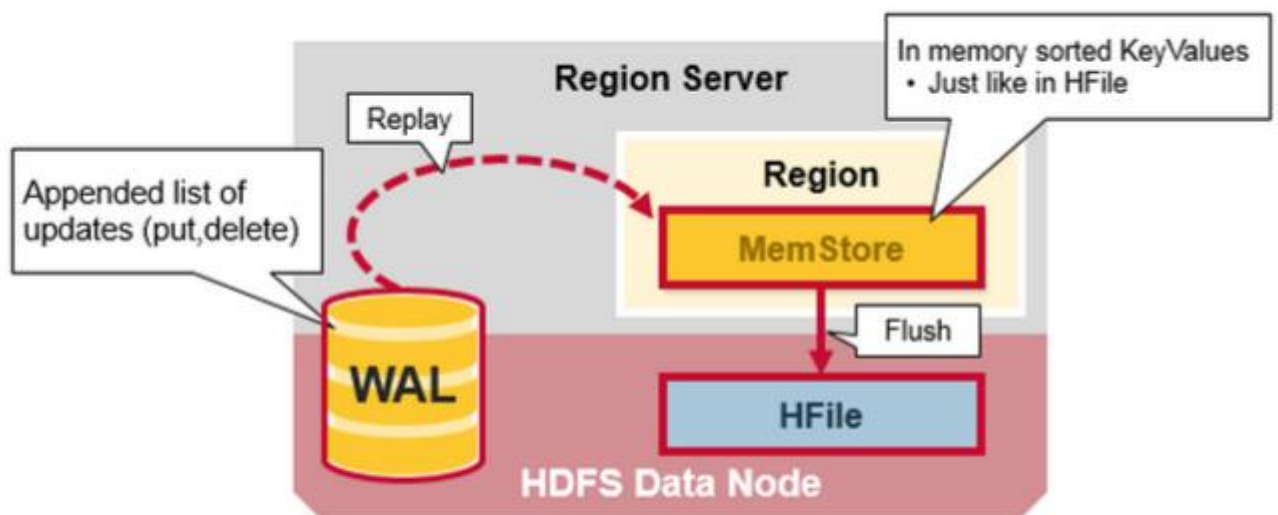 In memory sorted KeyValues
• Just like in HFile
Region Server
Replay
Appended list of
updates (put,delete)
Region
MemStore
Flush
WAL
HFile
HDFS Data Node